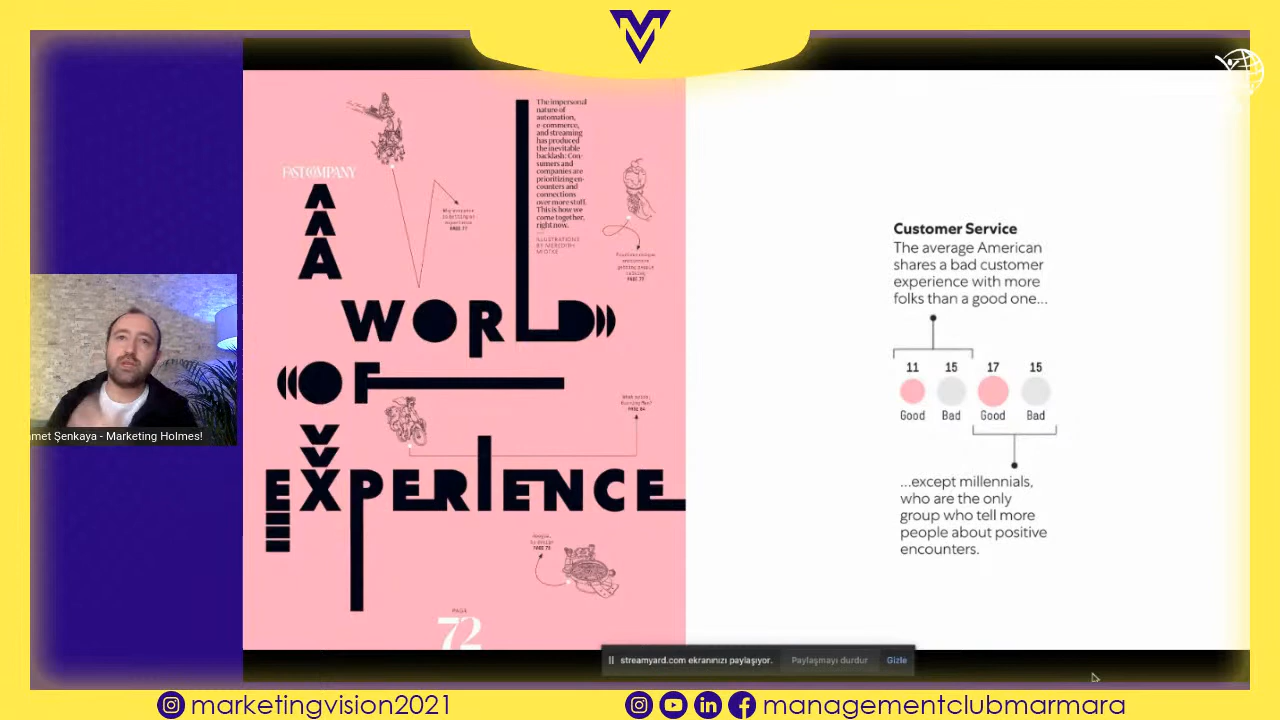 FAST COMPANY
A
WORLD
OF
EXPERIENCE
The impersonal
nature of
automation,
e-commerce,
and streaming
has produced
the inevitable
backlash: Con-
sumers and
companies are
prioritizing en-
counters and
connections
over more stuff.
This is how we
come together,
right now.
ILLUSTRATIONS
BY MEREDITH
MIOTKE
PAGE 77
PAGE
72
Customer Service
The average American
shares a bad customer
experience with more
folks than a good one...
11 15 17 15
Good Bad Good Bad
...except millennials,
who are the only
group who tell more
people about positive
encounters.
met Şenkaya - Marketing Holmes!
streamyard.com ekranınızı paylaşıyor. Paylaşmayı durdur Gizle
marketingvision2021
managementclubmarmara